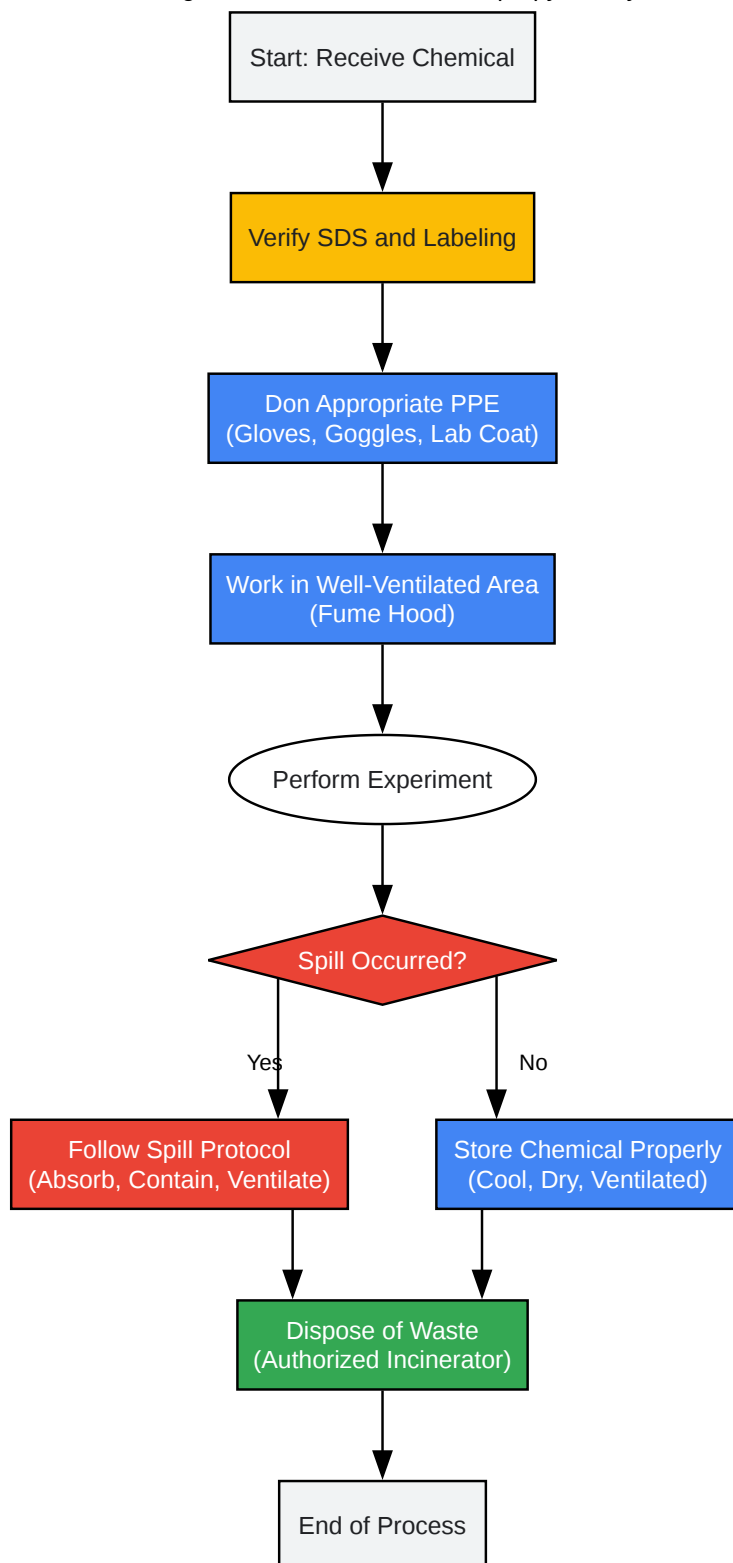 Start: Receive Chemical
Verify SDS and Labeling
Don Appropriate PPE
(Gloves, Goggles, Lab Coat)
Work in Well-Ventilated Area
(Fume Hood)
Perform Experiment
Spill Occurred?
Yes
No
Follow Spill Protocol
(Absorb, Contain, Ventilate)
Store Chemical Properly
(Cool, Dry, Ventilated)
Dispose of Waste
(Authorized Incinerator)
End of Process